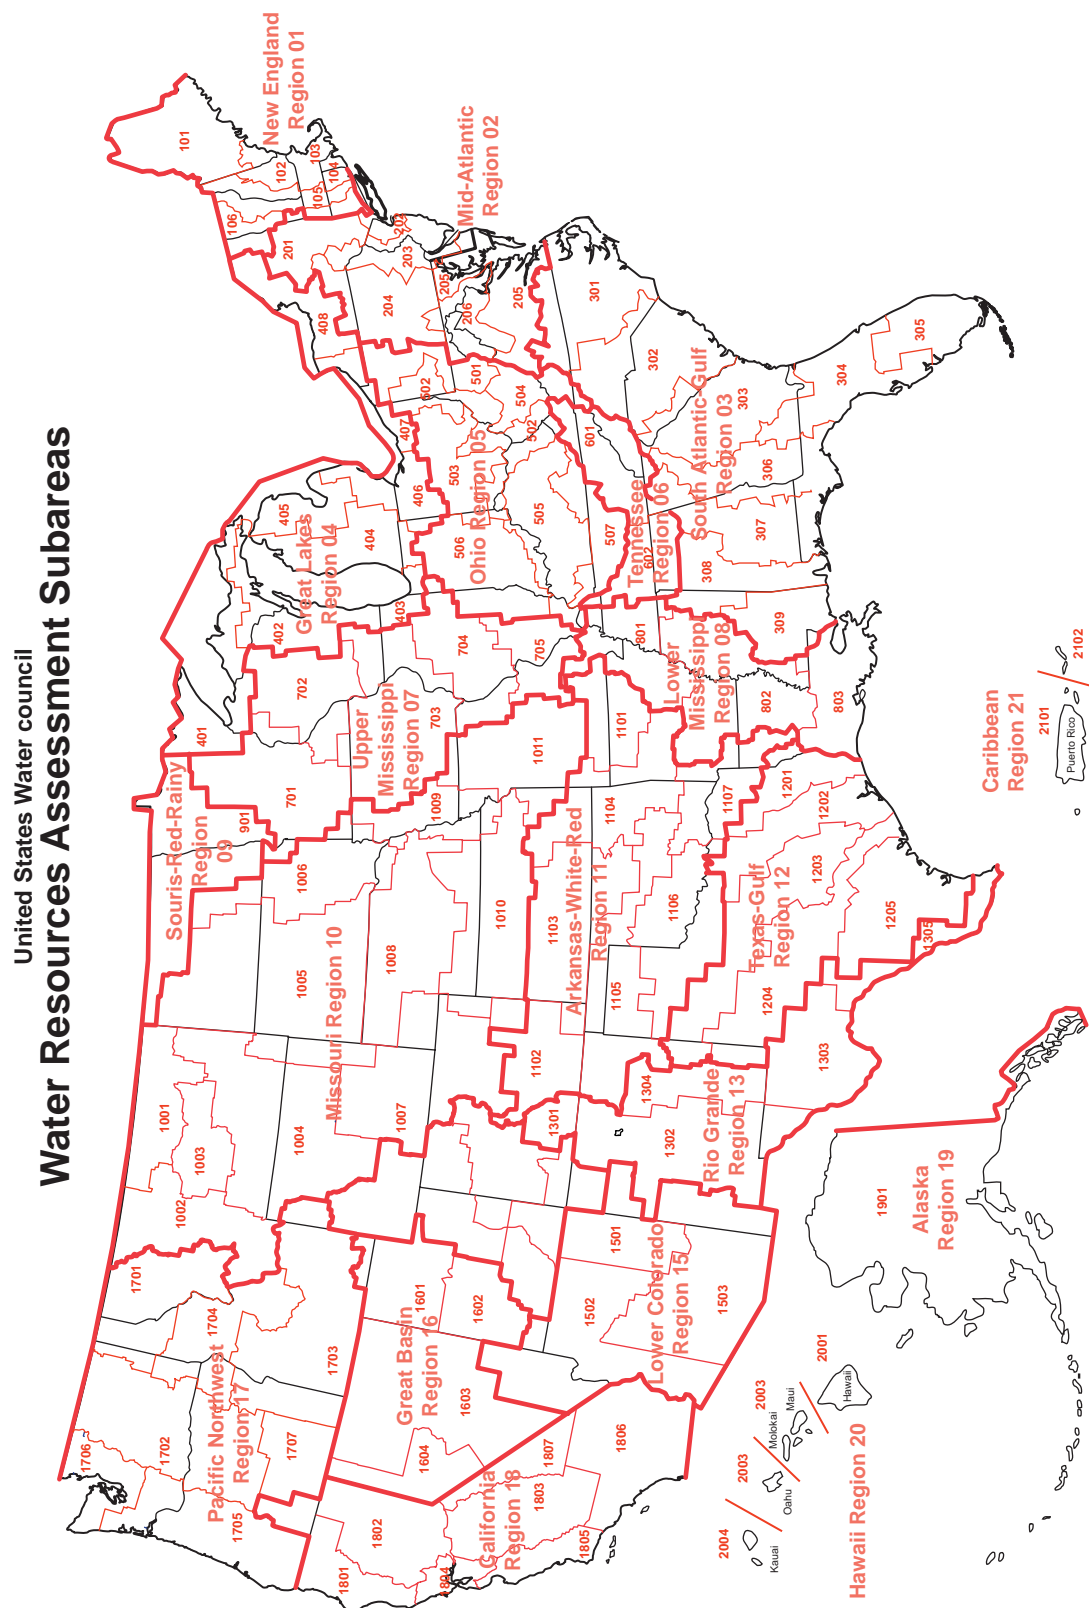 United States Water council
Water Resources Assessment Subareas
New England
Region 01
101
102
103
104
105
106
Mid-Atlantic
Region 02
201
202
203
204
205
206
205
South Atlantic-Gulf
Region 03
301
302
303
304
305
306
307
308
309
Great Lakes
Region 04
401
402
403
404
405
406
407
408
Ohio Region 05
501
502
502
503
504
505
506
507
Tennessee
Region 06
601
602
Upper
Mississippi
Region 07
701
702
703
704
705
Lower
Mississippi
Region 08
801
802
803
Souris-Red-Rainy
Region
09
901
Missouri Region 10
1001
1002
1003
1004
1005
1006
1007
1008
1009
1010
1011
Arkansas-White-Red
Region 11
1101
1102
1103
1104
1105
1106
1107
Texas-Gulf
Region 12
1201
1202
1203
1204
1205
Rio Grande
Region 13
1301
1302
1303
1304
1305
Lower Colorado
Region 15
1501
1502
1503
Great Basin
Region 16
1601
1602
1603
1604
Pacific Northwest
Region 17
1701
1702
1703
1704
1705
1706
1707
California
Region 18
1801
1802
1803
1804
1805
1806
1807
Alaska
Region 19
1901
Hawaii Region 20
2001
2003
2003
2004
Hawaii
Maui
Molokai
Oahu
Kauai
Caribbean
Region 21
2101
2102
Puerto Rico